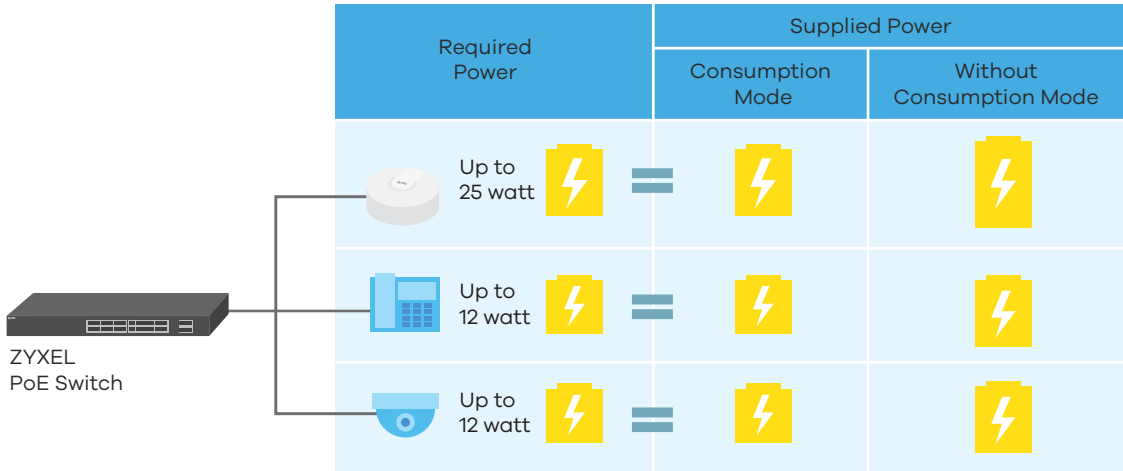 Required
Power
Supplied Power
Consumption
Mode
Without
Consumption Mode
Up to
25 watt
Up to
12 watt
Up to
12 watt
ZYXEL
PoE Switch